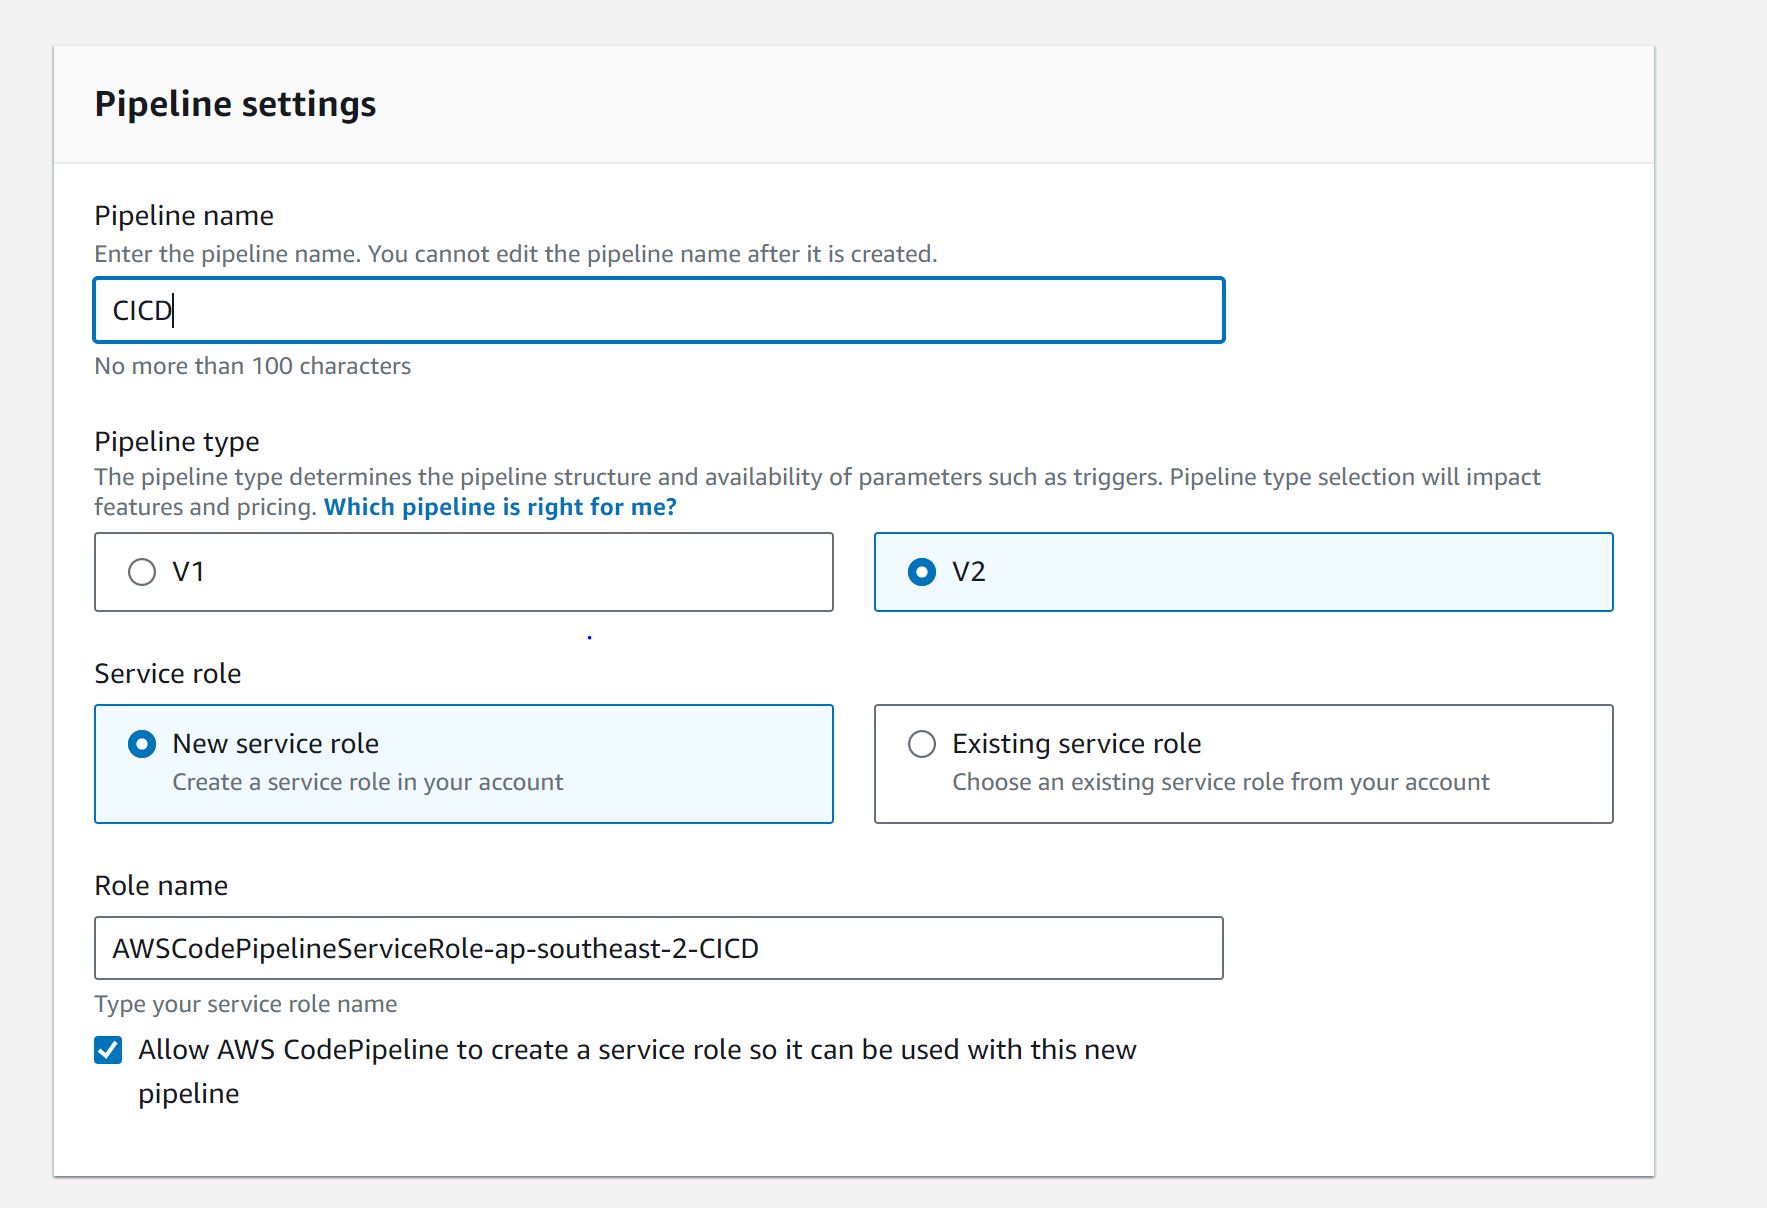 Pipeline settings
Pipeline name
Enter the pipeline name. You cannot edit the pipeline name after it is created.
CICD
No more than 100 characters
Pipeline type
The pipeline type determines the pipeline structure and availability of parameters such as triggers. Pipeline type selection will impact
features and pricing. Which pipeline is right for me?
V1
V2
Service role
New service role
Create a service role in your account
Existing service role
Choose an existing service role from your account
Role name
AWSCodePipelineServiceRole-ap-southeast-2-CICD
Type your service role name
Allow AWS CodePipeline to create a service role so it can be used with this new
pipeline